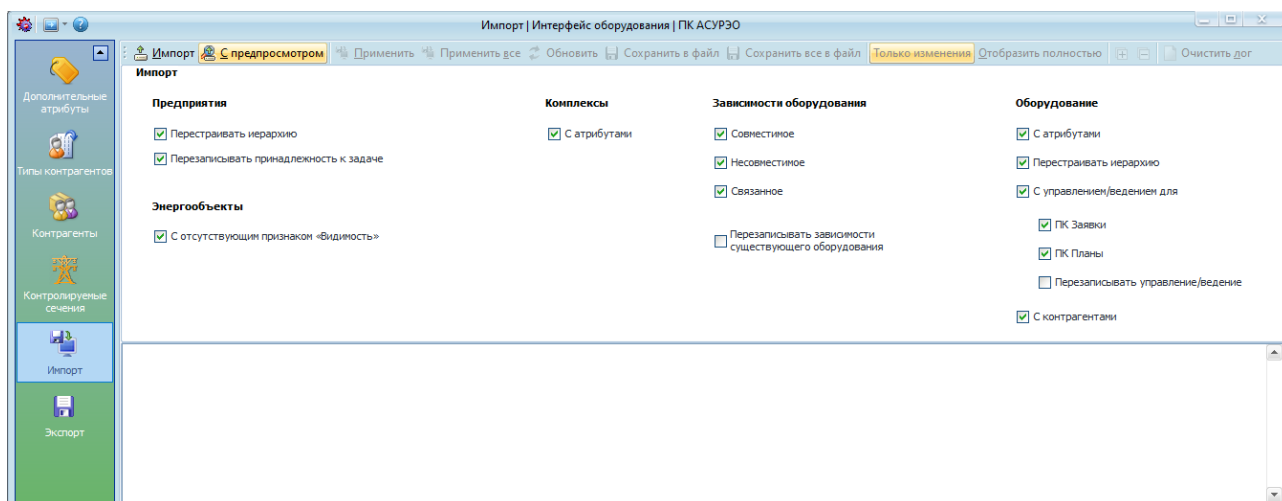 Импорт | Интерфейс оборудования | ПК АСУРЭО
Импорт С предпросмотром Применить Применить все Обновить Сохранить в файл Сохранить все в файл Только изменения Отобразить полностью Очистить лог
Дополнительные
атрибуты
Типы контрагентов
Контрагенты
Контролируемые
сечения
Импорт
Экспорт
Импорт
Предприятия
Перестраивать иерархию
Перезаписывать принадлежность к задаче
Энергообъекты
С отсутствующим признаком «Видимость»
Комплексы
С атрибутами
Зависимости оборудования
Совместимое
Несовместимое
Связанное
Перезаписывать зависимости
существующего оборудования
Оборудование
С атрибутами
Перестраивать иерархию
С управлением/ведением для
ПК Заявки
ПК Планы
Перезаписывать управление/ведение
С контрагентами